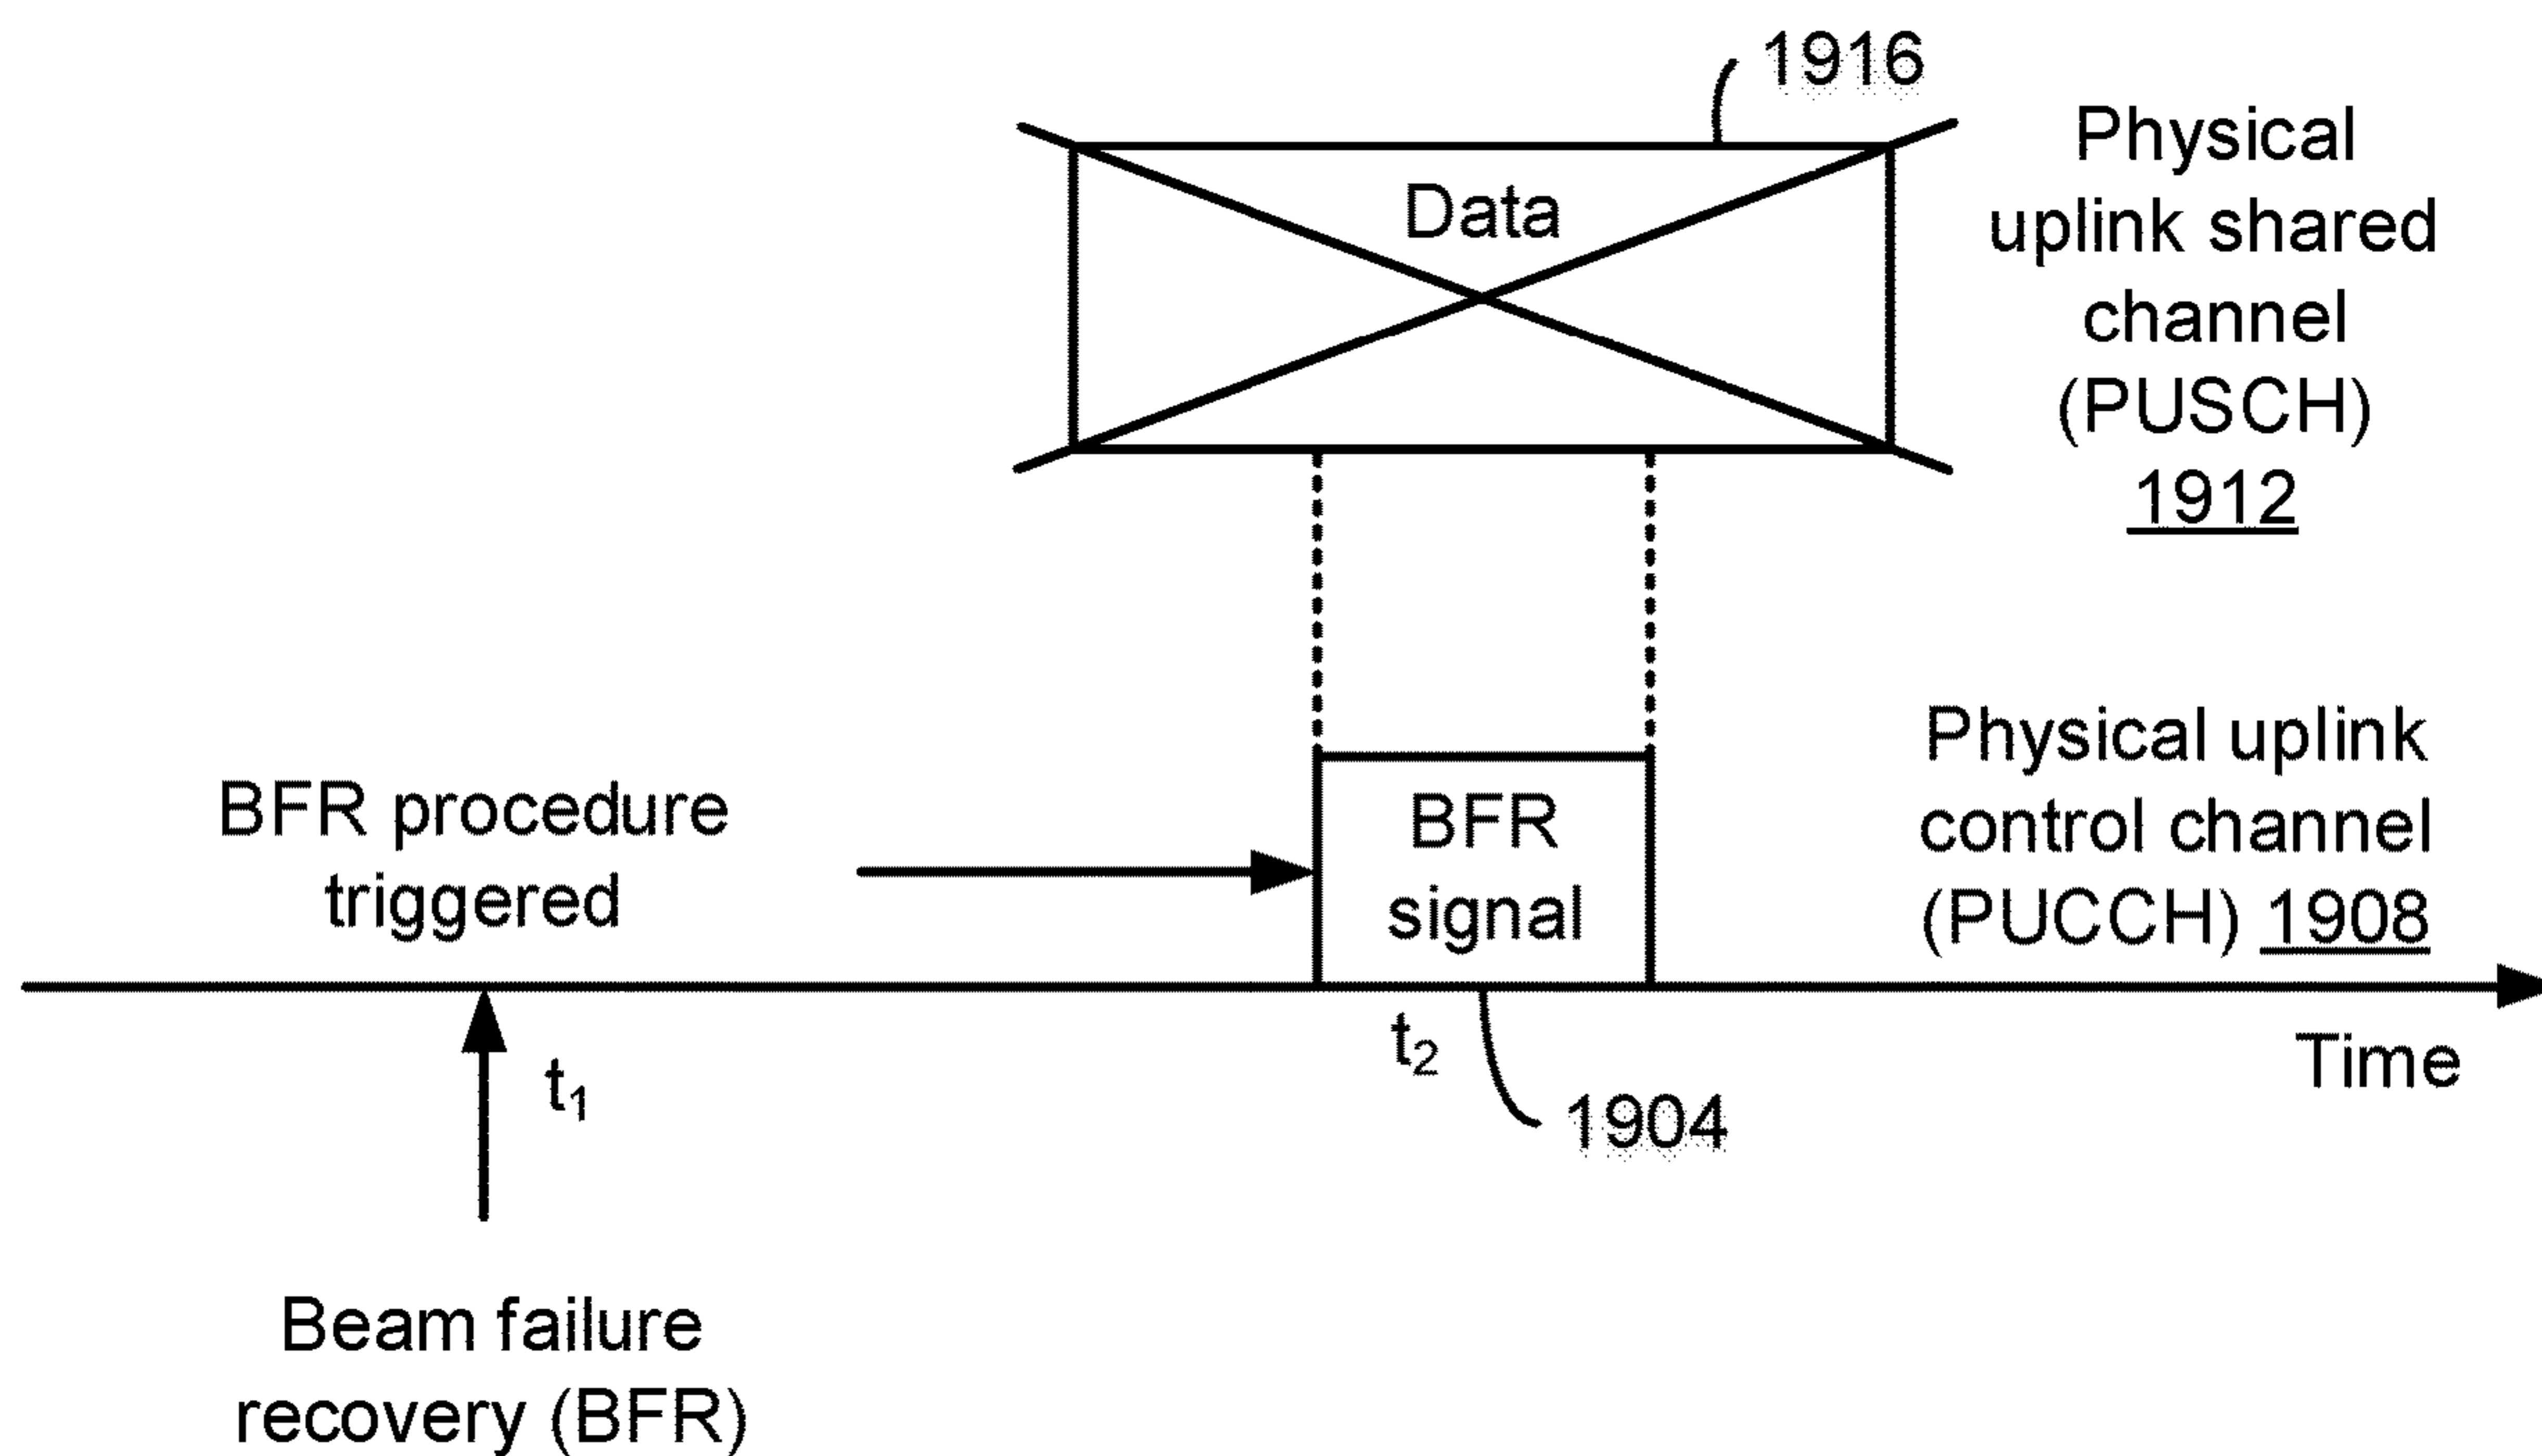 1916
Physical
uplink shared
channel
(PUSCH)
1912
Data
BFR procedure
triggered
BFR
signal
Physical uplink
control channel
(PUCCH) 1908
t1
t2
1904
Time
Beam failure
recovery (BFR)